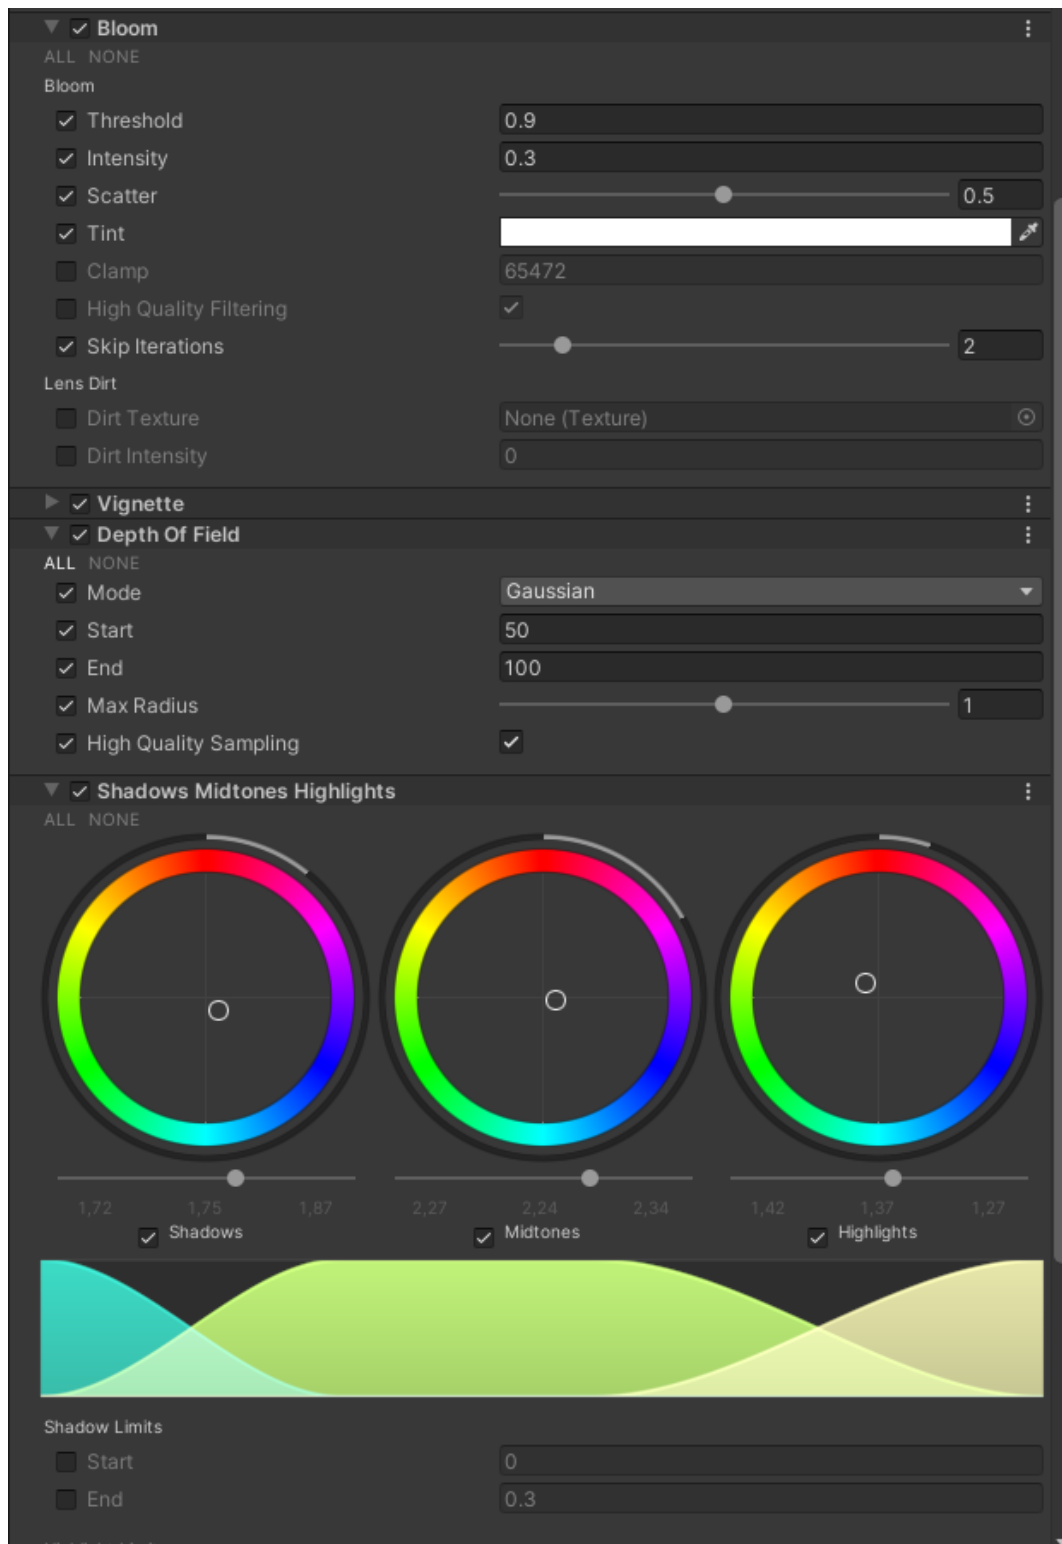 Bloom
ALL NONE
Bloom
Threshold 0.9
Intensity 0.3
Scatter 0.5
Tint
Clamp 65472
High Quality Filtering
Skip Iterations 2
Lens Dirt
Dirt Texture None (Texture)
Dirt Intensity 0
Vignette
Depth Of Field
ALL NONE
Mode Gaussian
Start 50
End 100
Max Radius 1
High Quality Sampling
Shadows Midtones Highlights
ALL NONE
1,72 1,75 1,87 2,27 2,24 2,34 1,42 1,37 1,27
Shadows Midtones Highlights
Shadow Limits
Start 0
End 0.3